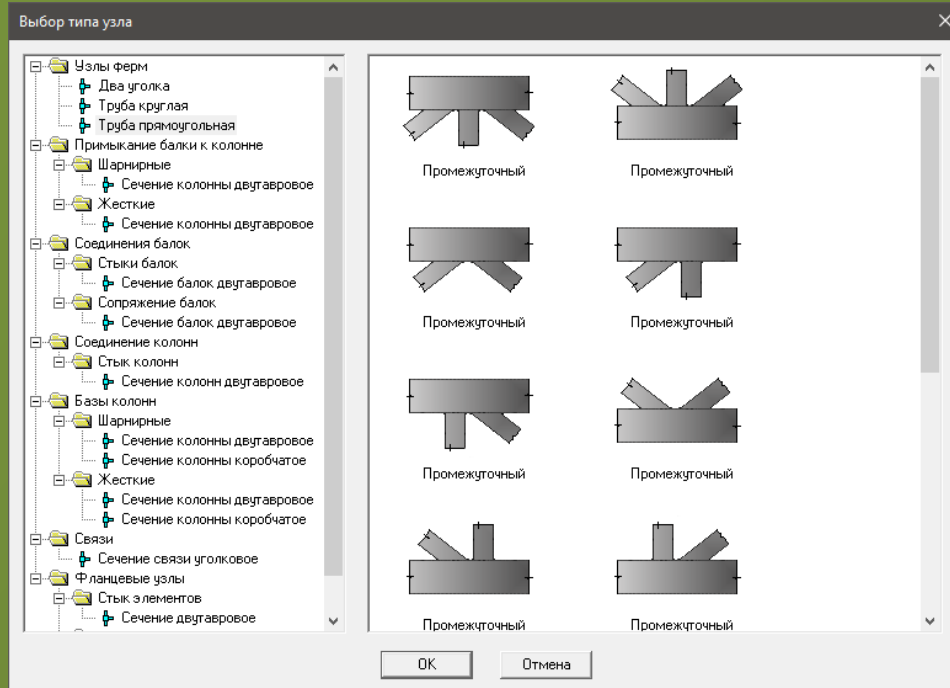 Выбор типа узла
Узлы ферм
Два уголка
Труба круглая
Труба прямоугольная
Примыкание балки к колонне
Шарнирные
Сечение колонны двутавровое
Жесткие
Сечение колонны двутавровое
Соединения балок
Стыки балок
Сечение балок двутавровое
Сопряжение балок
Сечение балок двутавровое
Соединение колонн
Стык колонн
Сечение колонн двутавровое
Базы колонн
Шарнирные
Сечение колонны двутавровое
Сечение колонны коробчатое
Жесткие
Сечение колонны двутавровое
Сечение колонны коробчатое
Связи
Сечение связи уголковое
Фланцевые узлы
Стык элементов
Сечение двутавровое
Промежуточный
Промежуточный
Промежуточный
Промежуточный
Промежуточный
Промежуточный
Промежуточный
Промежуточный
OK
Отмена